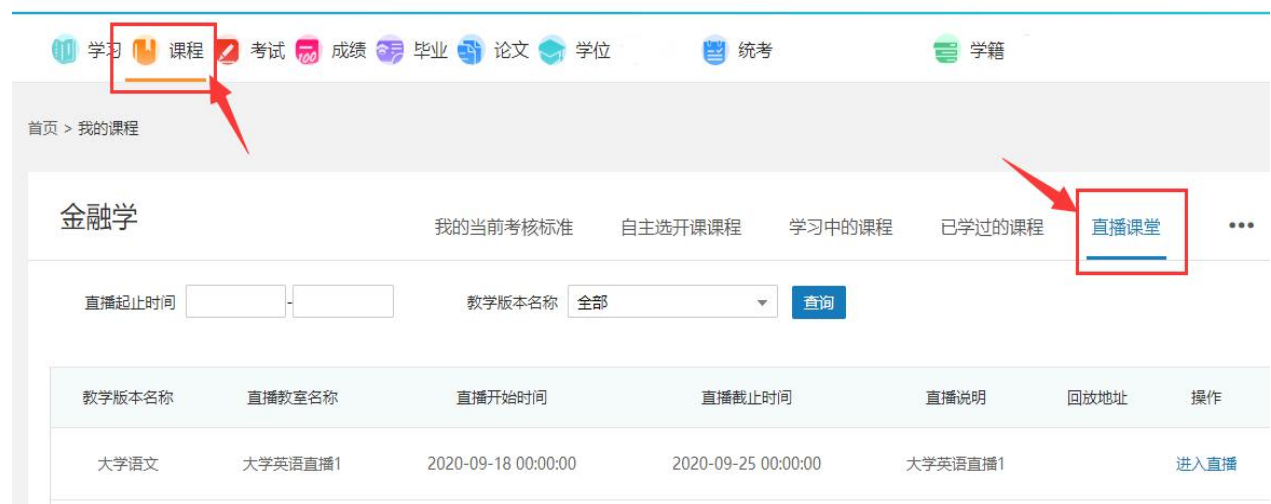 学习 课程 考试 100 成绩 毕业 论文 学位 统考 学籍
首页 > 我的课程
金融学 我的当前考核标准 自主选开课课程 学习中的课程 已学过的课程 直播课堂 •••
直播起止时间 - 教学版本名称 全部 查询
教学版本名称 直播教室名称 直播开始时间 直播截止时间 直播说明 回放地址 操作
大学语文 大学英语直播1 2020-09-18 00:00:00 2020-09-25 00:00:00 大学英语直播1 进入直播